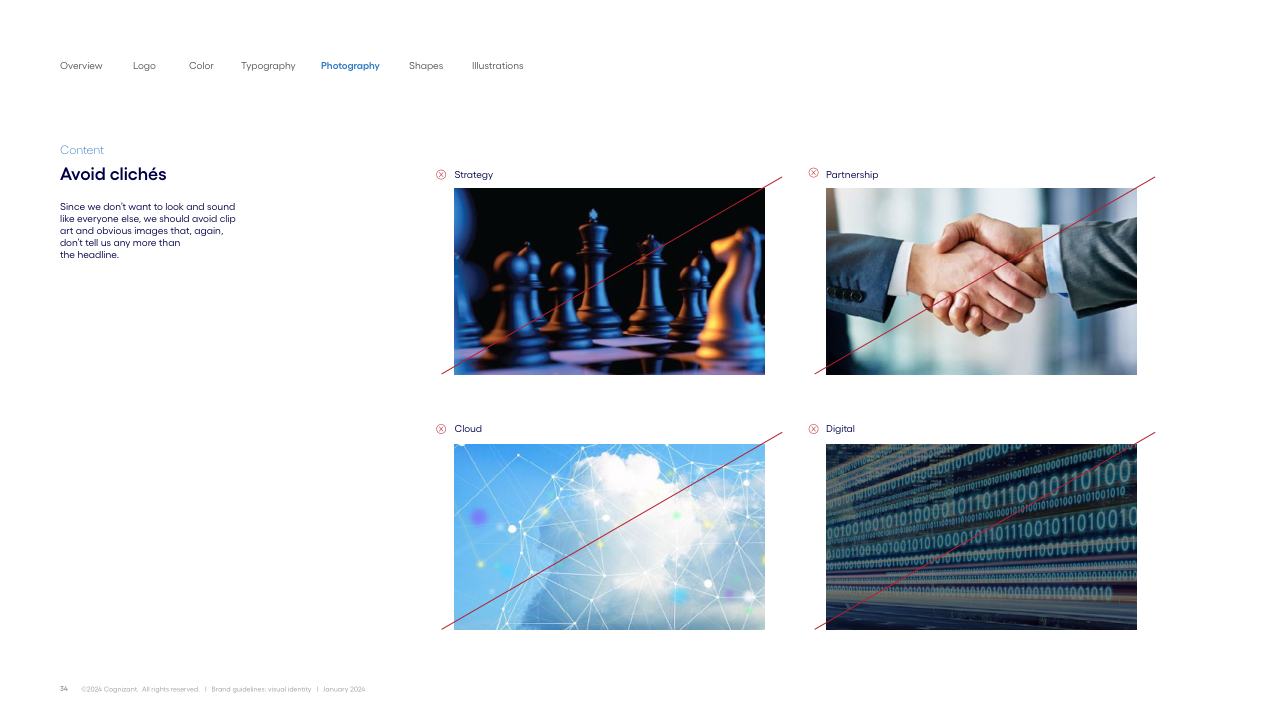 Overview Logo Color Typography Photography Shapes Illustrations
Content
Avoid clichés
Since we don't want to look and sound
like everyone else, we should avoid clip
art and obvious images that, again,
don't tell us any more than
the headline.
Strategy
Partnership
Cloud
Digital
34 ©2024 Cognizant. All rights reserved. | Brand guidelines: visual identity | January 2024